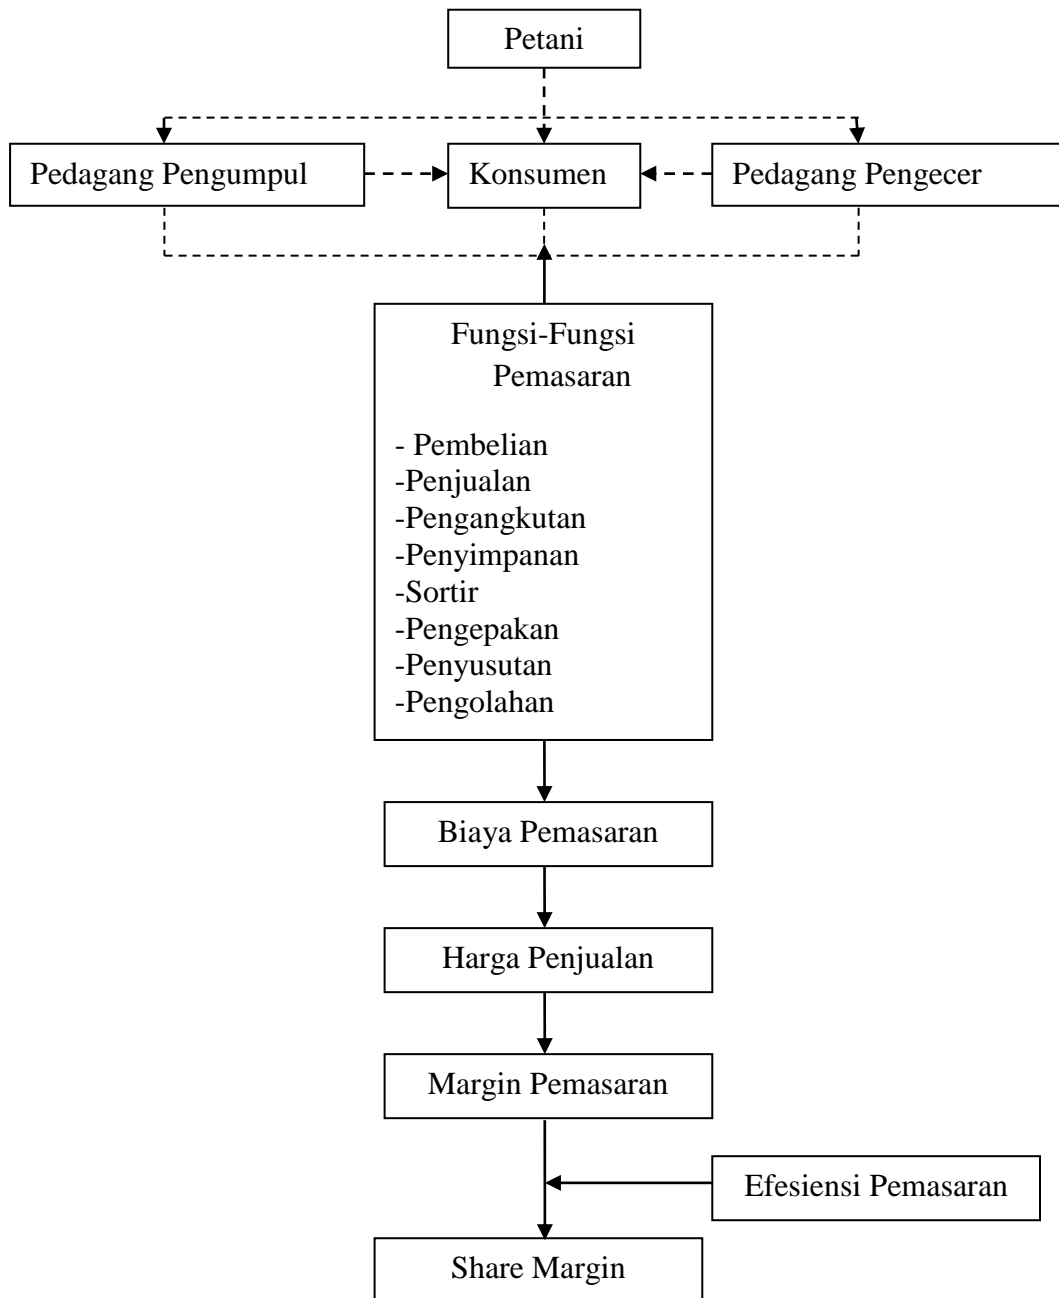 Petani
Pedagang Pengumpul
Konsumen
Pedagang Pengecer
Fungsi-Fungsi
Pemasaran
- Pembelian
-Penjualan
-Pengangkutan
-Penyimpanan
-Sortir
-Pengepakan
-Penyusutan
-Pengolahan
Biaya Pemasaran
Harga Penjualan
Margin Pemasaran
Efesiensi Pemasaran
Share Margin